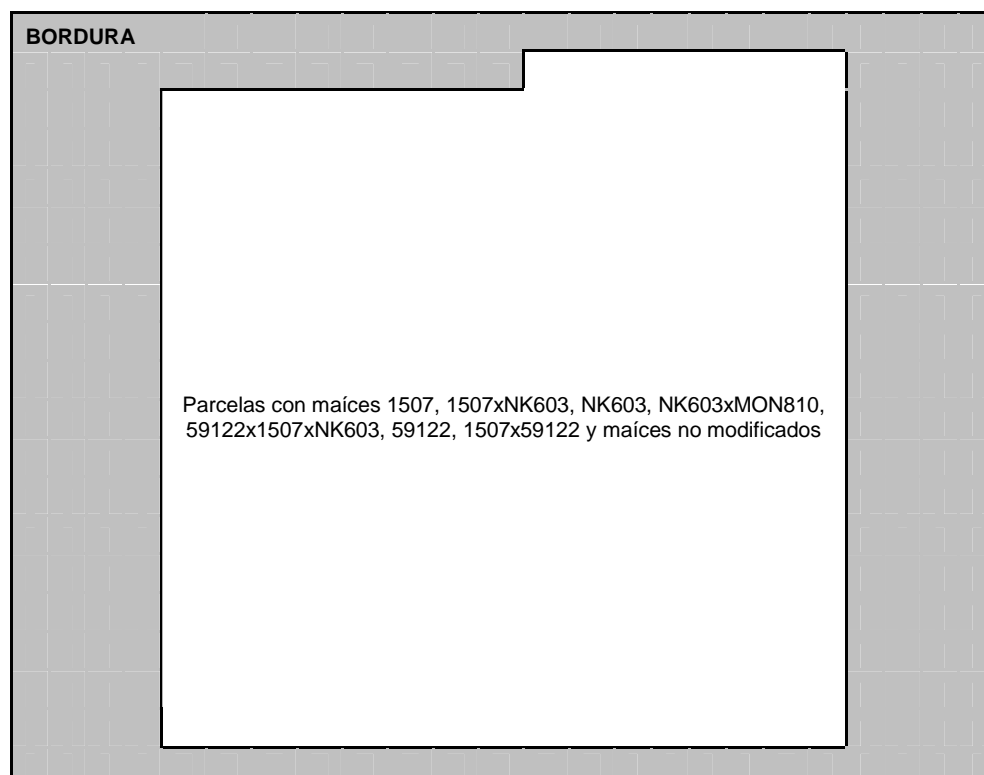 BORDURA
Parcelas con maíces 1507, 1507xNK603, NK603, NK603xMON810,
59122x1507xNK603, 59122, 1507x59122 y maíces no modificados